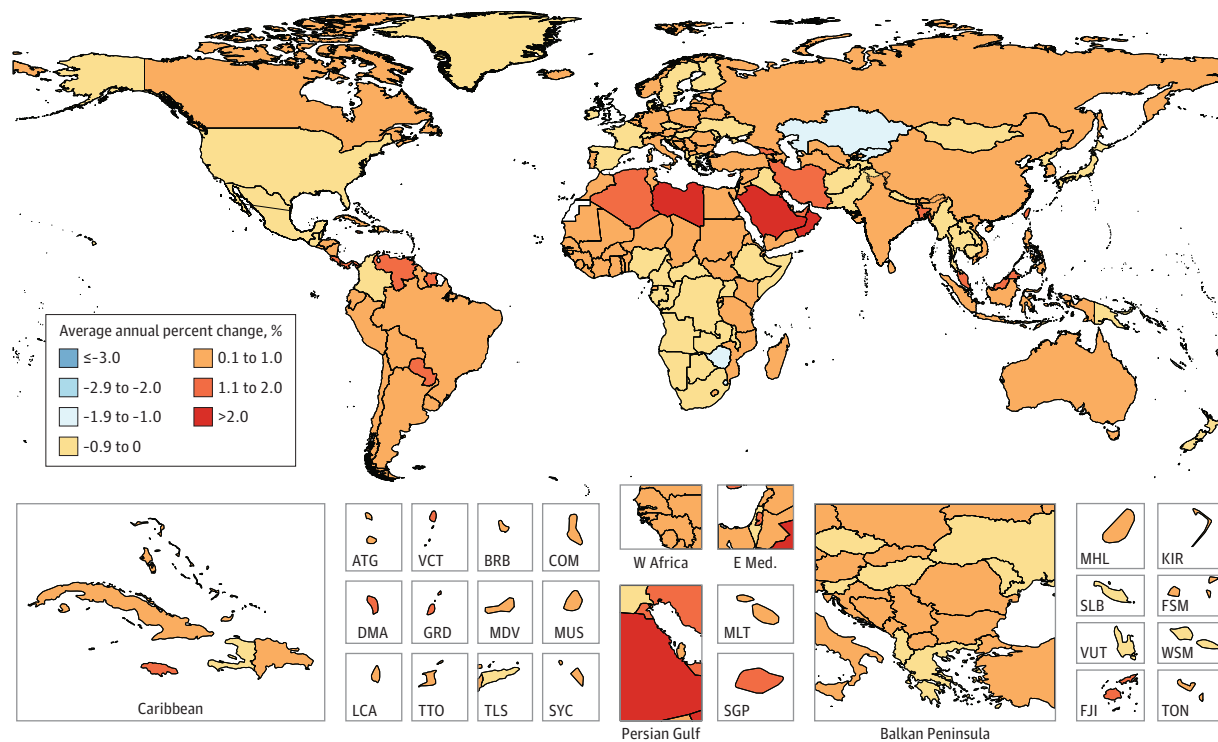 Average annual percent change, %
≤-3.0
0.1 to 1.0
-2.9 to -2.0
1.1 to 2.0
-1.9 to -1.0
>2.0
-0.9 to 0
Caribbean
ATG
VCT
BRB
COM
DMA
GRD
MDV
MUS
LCA
TTO
TLS
SYC
W Africa
E Med.
Persian Gulf
MLT
SGP
Balkan Peninsula
MHL
KIR
SLB
FSM
VUT
WSM
FJI
TON